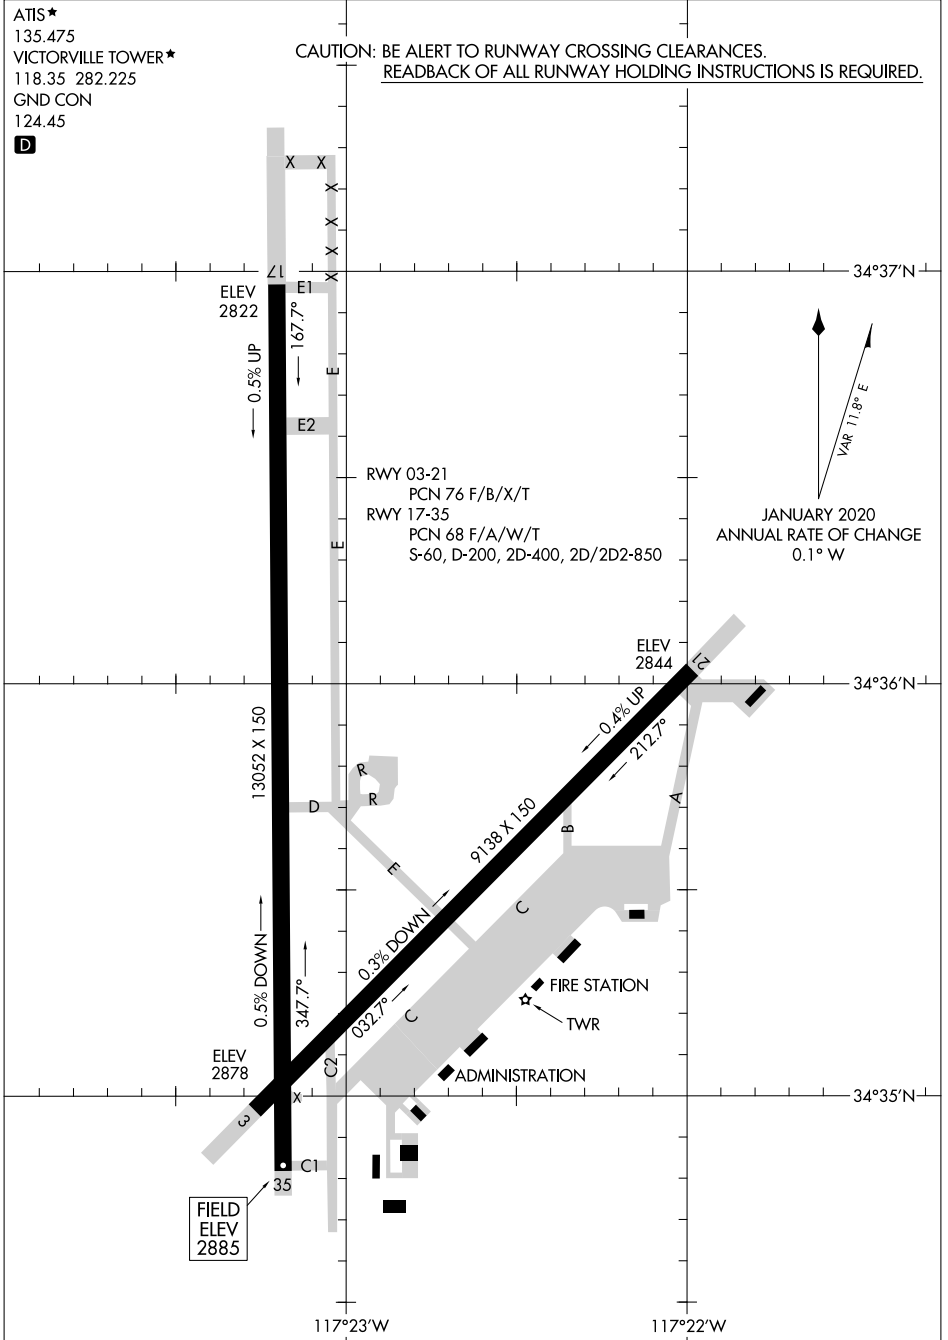 ATIS★
135.475
VICTORVILLE TOWER★
118.35 282.225
GND CON
124.45
D
CAUTION: BE ALERT TO RUNWAY CROSSING CLEARANCES.
READBACK OF ALL RUNWAY HOLDING INSTRUCTIONS IS REQUIRED.
X X
X
X
X
X
17
E1
34°37'N
ELEV
2822
167.7°
0.5% UP
E
E2
VAR 11.8° E
JANUARY 2020
ANNUAL RATE OF CHANGE
0.1° W
RWY 03-21
PCN 76 F/B/X/T
RWY 17-35
PCN 68 F/A/W/T
S-60, D-200, 2D-400, 2D/2D2-850
E
ELEV
2844
21
34°36'N
0.4% UP
212.7°
13052 X 150
R
R
D
A
B
9138 X 150
E
C
0.3% DOWN
032.7°
0.5% DOWN
347.7°
C
FIRE STATION
TWR
ELEV
2878
C2
ADMINISTRATION
X
34°35'N
3
C1
35
FIELD
ELEV
2885
117°23'W
117°22'W